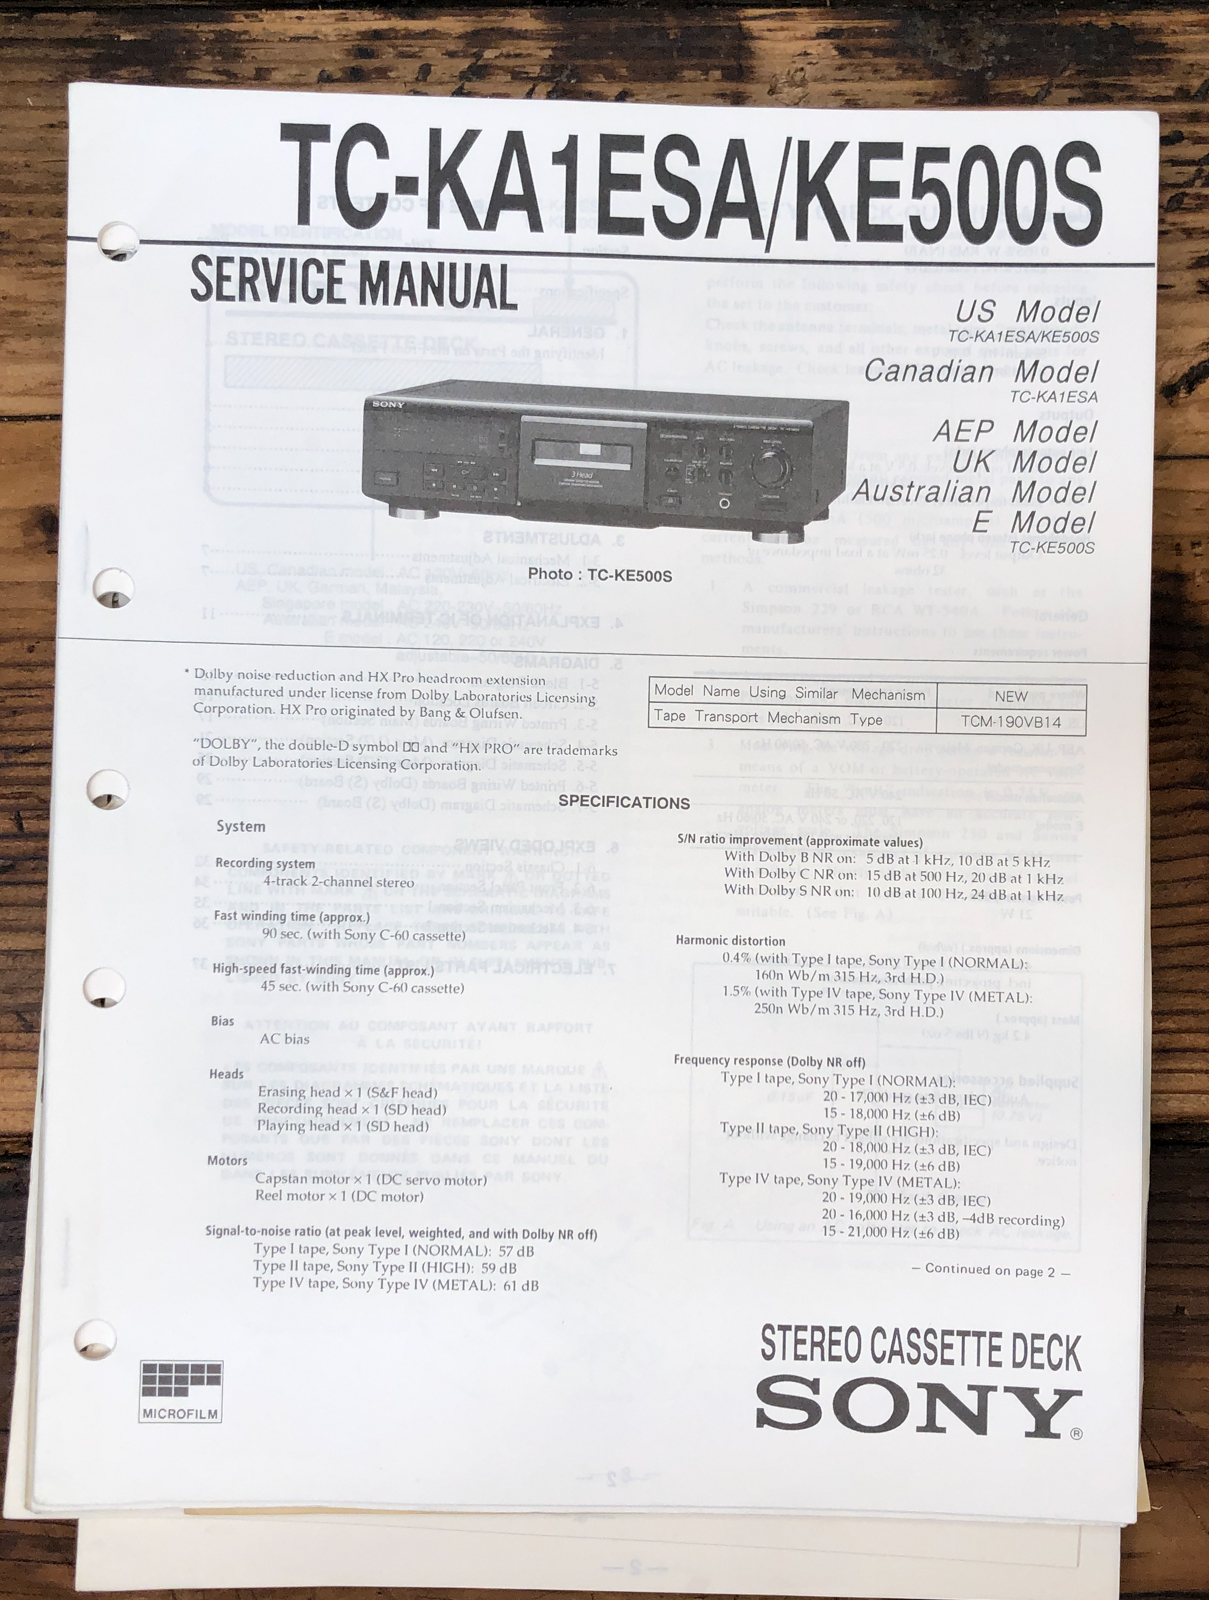 TC-KA1ESA/KE500S
SERVICE MANUAL
US Model
TC-KA1ESA/KE500S
Canadian Model
TC-KA1ESA
AEP Model
UK Model
Australian Model
E Model
TC-KE500S
SONY
3 Head
Photo : TC-KE500S
* Dolby noise reduction and HX Pro headroom extension
manufactured under license from Dolby Laboratories Licensing
Corporation. HX Pro originated by Bang & Olufsen.
"DOLBY", the double-D symbol and "HX PRO" are trademarks
of Dolby Laboratories Licensing Corporation.
Model Name Using Similar Mechanism NEW
Tape Transport Mechanism Type TCM-190VB14
SPECIFICATIONS
System
Recording system
4-track 2-channel stereo
Fast winding time (approx.)
90 sec. (with Sony C-60 cassette)
High-speed fast-winding time (approx.)
45 sec. (with Sony C-60 cassette)
Bias
AC bias
Heads
Erasing head × 1 (S&F head)
Recording head × 1 (SD head)
Playing head × 1 (SD head)
Motors
Capstan motor × 1 (DC servo motor)
Reel motor × 1 (DC motor)
Signal-to-noise ratio (at peak level, weighted, and with Dolby NR off)
Type I tape, Sony Type I (NORMAL): 57 dB
Type II tape, Sony Type II (HIGH): 59 dB
Type IV tape, Sony Type IV (METAL): 61 dB
S/N ratio improvement (approximate values)
With Dolby B NR on: 5 dB at 1 kHz, 10 dB at 5 kHz
With Dolby C NR on: 15 dB at 500 Hz, 20 dB at 1 kHz
With Dolby S NR on: 10 dB at 100 Hz, 24 dB at 1 kHz
Harmonic distortion
0.4% (with Type I tape, Sony Type I (NORMAL):
160n Wb/m 315 Hz, 3rd H.D.)
1.5% (with Type IV tape, Sony Type IV (METAL):
250n Wb/m 315 Hz, 3rd H.D.)
Frequency response (Dolby NR off)
Type I tape, Sony Type I (NORMAL):
20 - 17,000 Hz (±3 dB, IEC)
15 - 18,000 Hz (±6 dB)
Type II tape, Sony Type II (HIGH):
20 - 18,000 Hz (±3 dB, IEC)
15 - 19,000 Hz (±6 dB)
Type IV tape, Sony Type IV (METAL):
20 - 19,000 Hz (±3 dB, IEC)
20 - 16,000 Hz (±3 dB, –4dB recording)
15 - 21,000 Hz (±6 dB)
— Continued on page 2 —
STEREO CASSETTE DECK
SONY®
MICROFILM